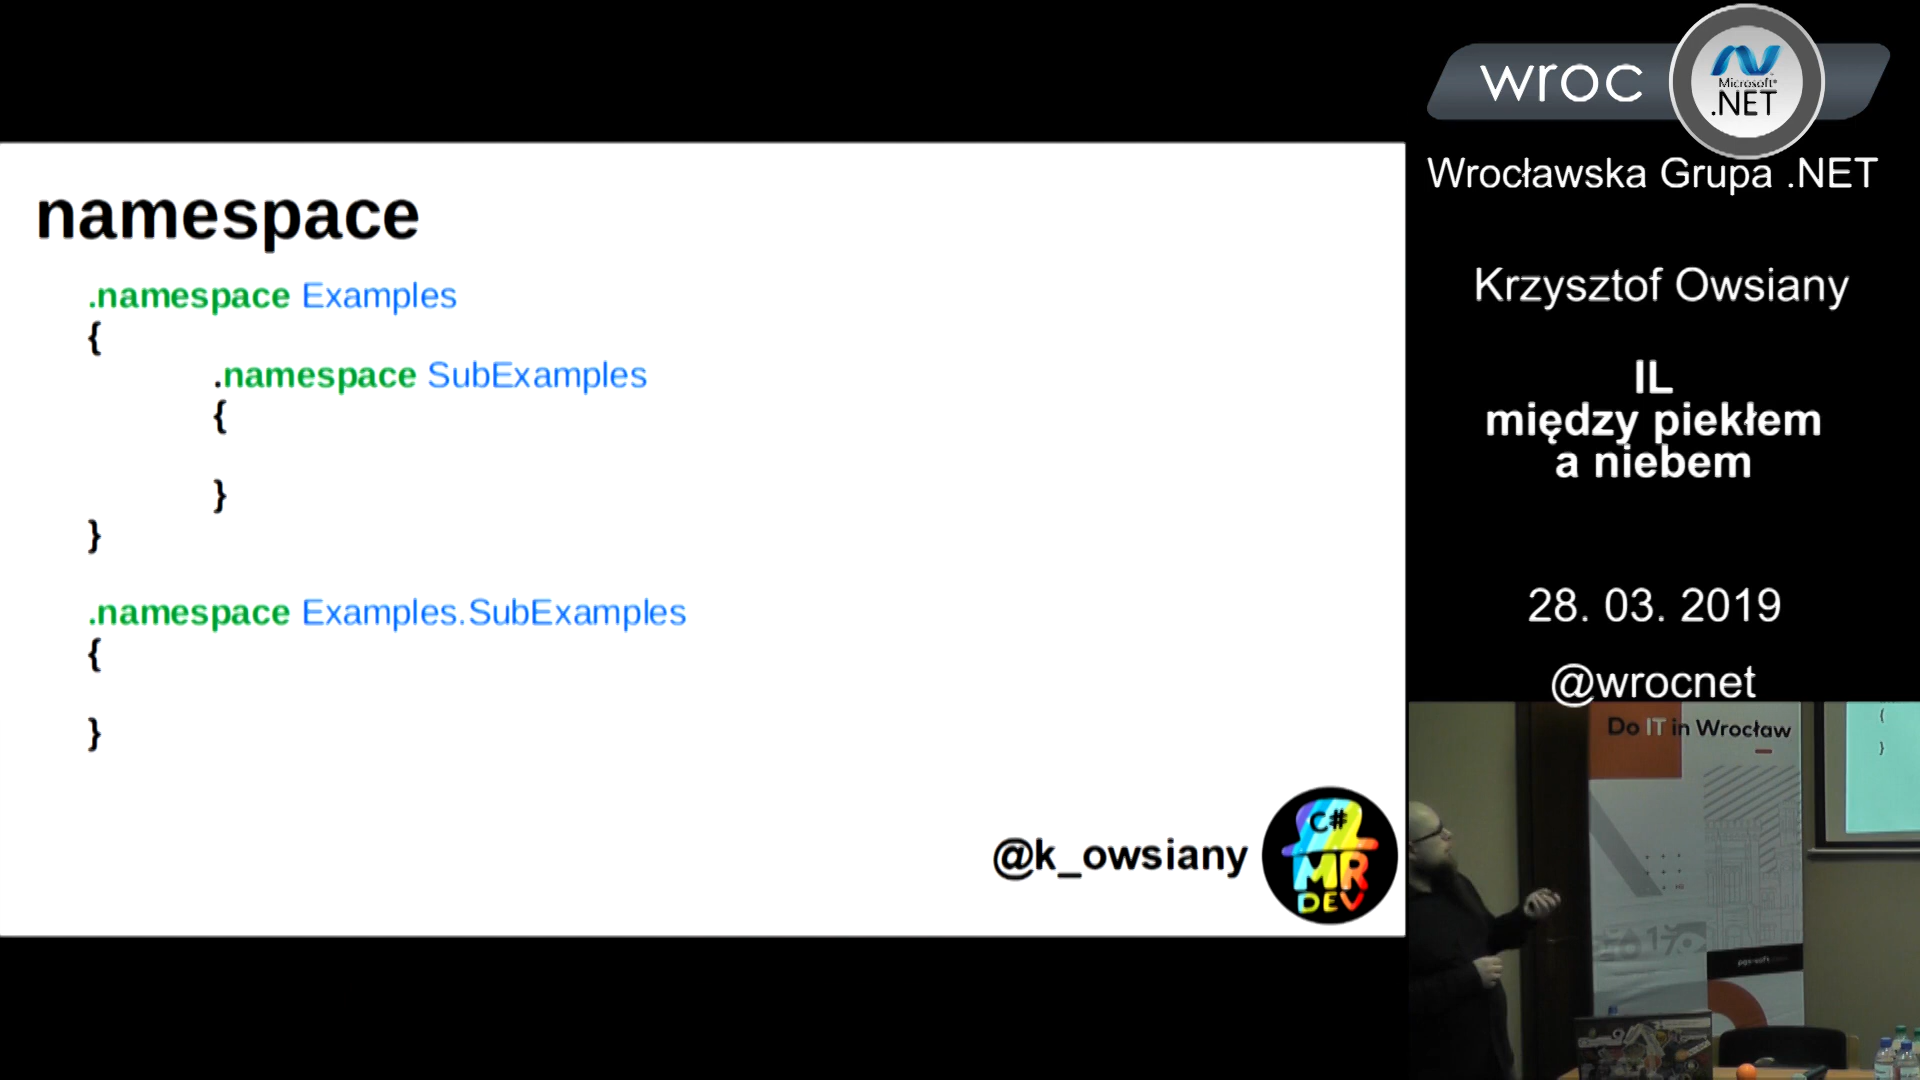 namespace
.namespace Examples
{
.namespace SubExamples
{
}
}
.namespace Examples.SubExamples
{
}
@k_owsiany
C#
MR
DEV
wroc
Microsoft®
.NET
Wrocławska Grupa .NET
Krzysztof Owsiany
IL
między piekłem
a niebem
28. 03. 2019
@wrocnet
Do IT in Wrocław
{
}